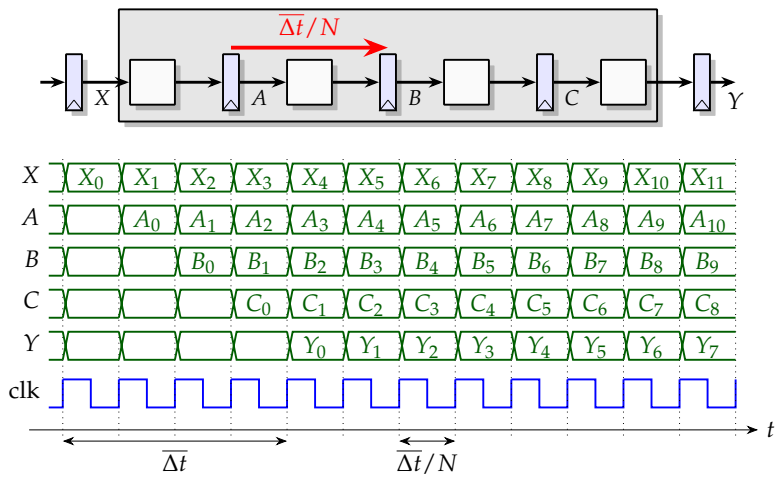 Δt/N
X A B C Y
X X₀ X₁ X₂ X₃ X₄ X₅ X₆ X₇ X₈ X₉ X₁₀ X₁₁
A A₀ A₁ A₂ A₃ A₄ A₅ A₆ A₇ A₈ A₉ A₁₀
B B₀ B₁ B₂ B₃ B₄ B₅ B₆ B₇ B₈ B₉
C C₀ C₁ C₂ C₃ C₄ C₅ C₆ C₇ C₈
Y Y₀ Y₁ Y₂ Y₃ Y₄ Y₅ Y₆ Y₇
clk
t
Δt Δt/N